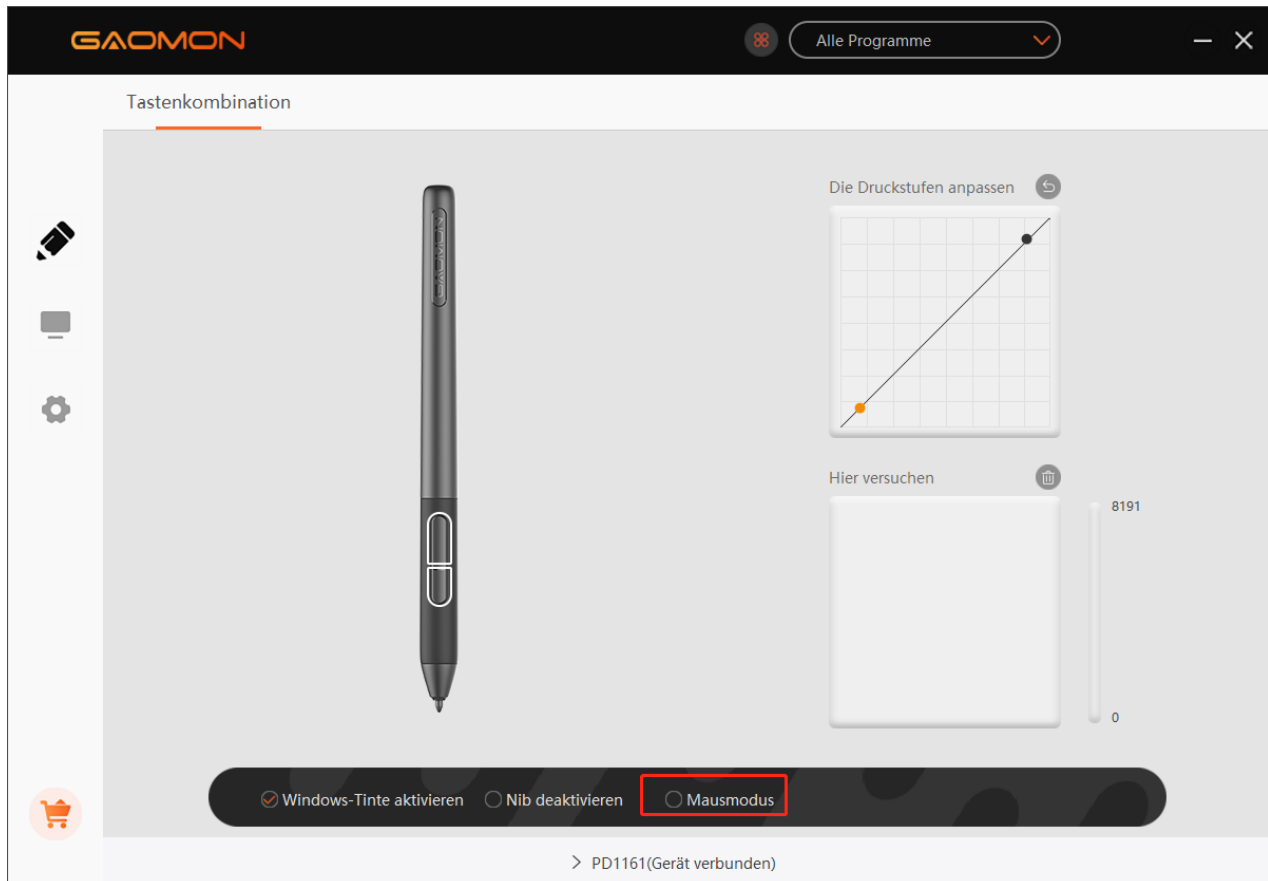 GAOMON
Alle Programme
Tastenkombination
Die Druckstufen anpassen
GAOMON
Hier versuchen
8191
0
Windows-Tinte aktivieren
Nib deaktivieren
Mausmodus
PD1161(Gerät verbunden)